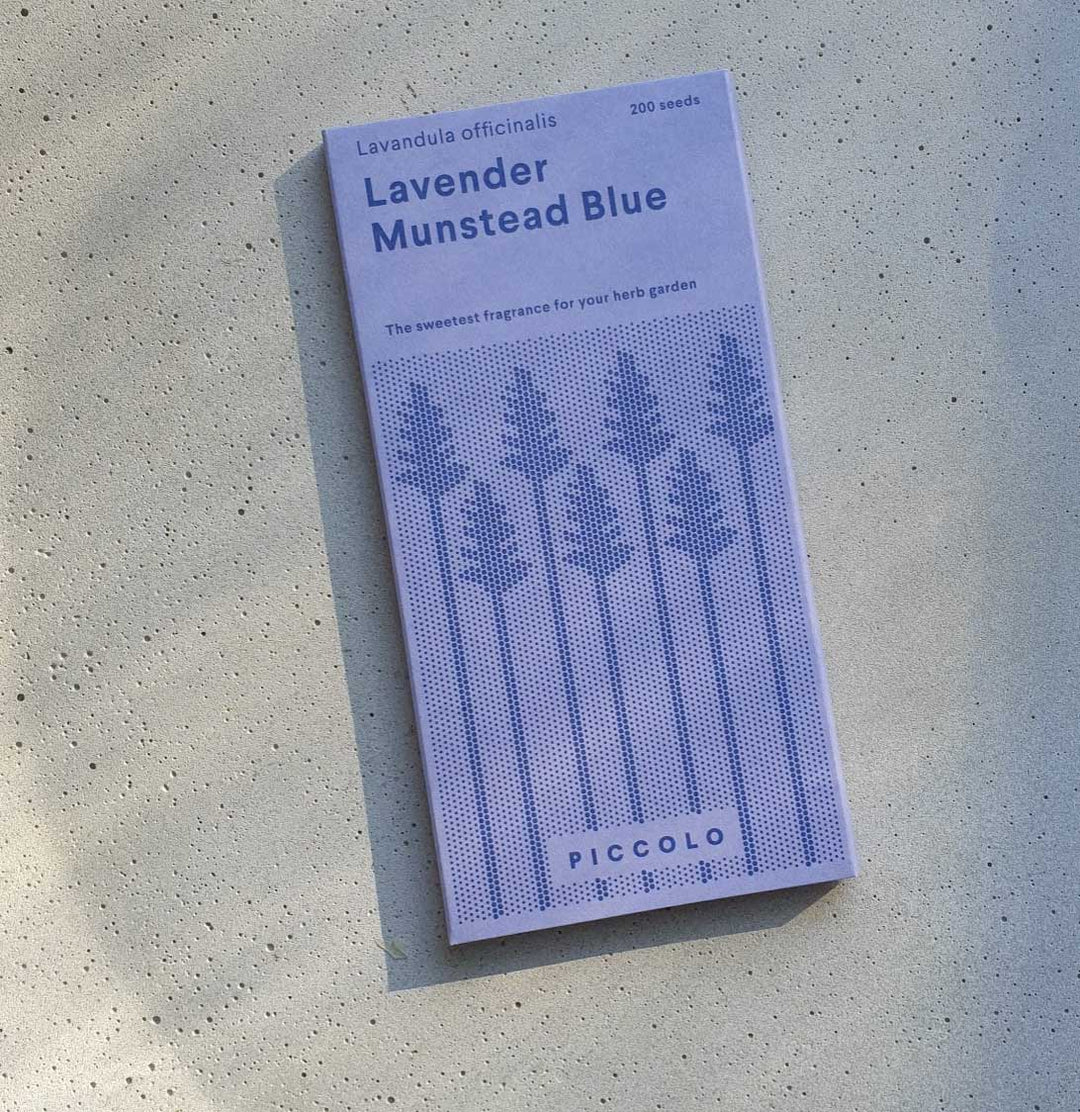 Lavandula officinalis
200 seeds
Lavender
Munstead Blue
The sweetest fragrance for your herb garden
PICCOLO